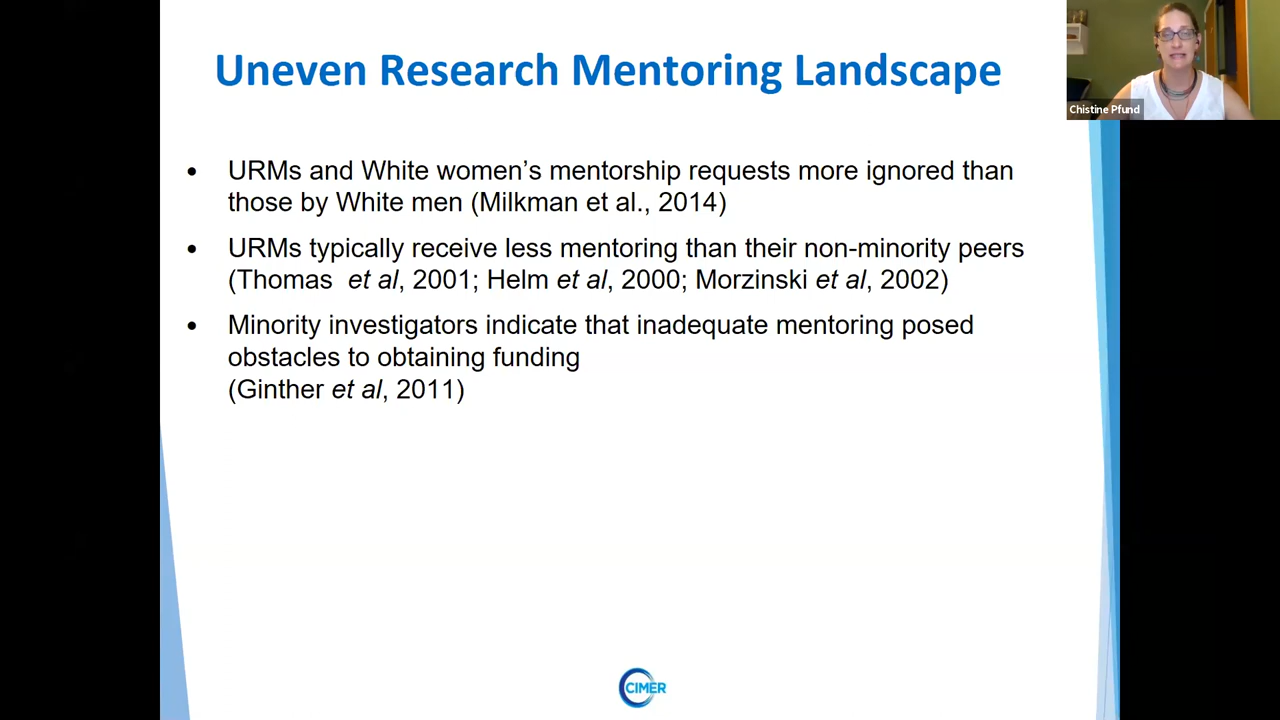 Uneven Research Mentoring Landscape
Chistine Pfund
• URMs and White women’s mentorship requests more ignored than
those by White men (Milkman et al., 2014)
• URMs typically receive less mentoring than their non-minority peers
(Thomas et al, 2001; Helm et al, 2000; Morzinski et al, 2002)
• Minority investigators indicate that inadequate mentoring posed
obstacles to obtaining funding
(Ginther et al, 2011)
CIMER